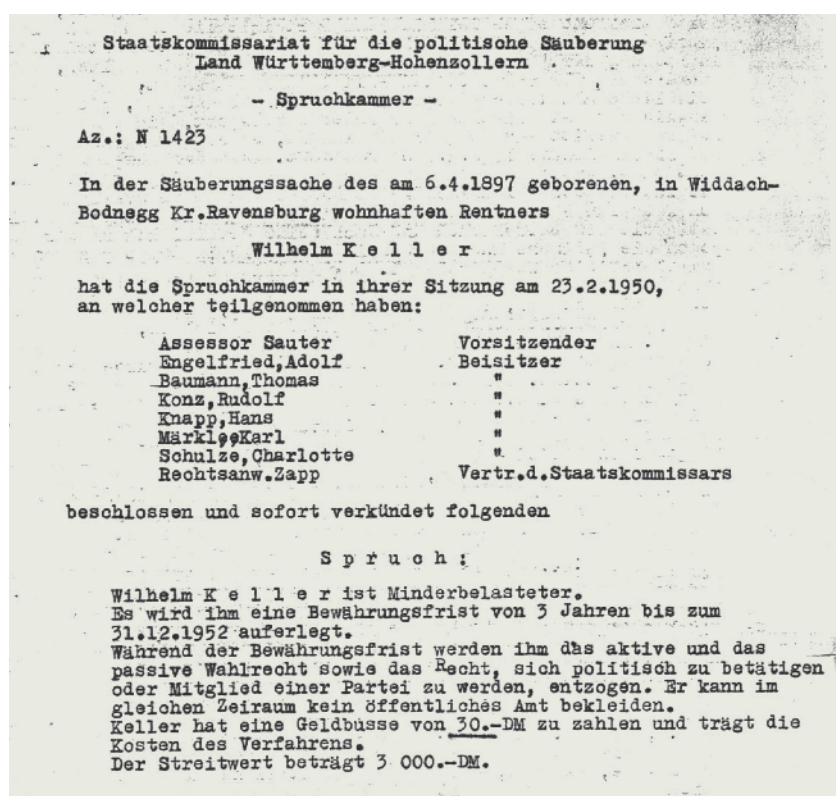 Staatskommissariat für die politische Säuberung
Land Württemberg-Hohenzollern
- Spruchkammer -
Az.: N 1423
In der Säuberungssache des am 6.4.1897 geborenen, in Widdach-
Bodnegg Kr.Ravensburg wohnhaften Rentners
Wilhelm K e l l e r
hat die Spruchkammer in ihrer Sitzung am 23.2.1950,
an welcher teilgenommen haben:
Assessor Sauter Vorsitzender
Engelfried,Adolf Beisitzer
Baumann,Thomas "
Konz,Rudolf "
Knapp,Hans "
Märkle,Karl "
Schulze,Charlotte "
Rechtsanw.Zapp Vertr.d.Staatskommissars
beschlossen und sofort verkündet folgenden
S p r u c h :
Wilhelm K e l l e r ist Minderbelasteter.
Es wird ihm eine Bewährungsfrist von 3 Jahren bis zum
31.12.1952 auferlegt.
Während der Bewährungsfrist werden ihm das aktive und das
passive Wahlrecht sowie das Recht, sich politisch zu betätigen
oder Mitglied einer Partei zu werden, entzogen. Er kann im
gleichen Zeiraum kein öffentliches Amt bekleiden.
Keller hat eine Geldbusse von 30.-DM zu zahlen und trägt die
Kosten des Verfahrens.
Der Streitwert beträgt 3 000.-DM.